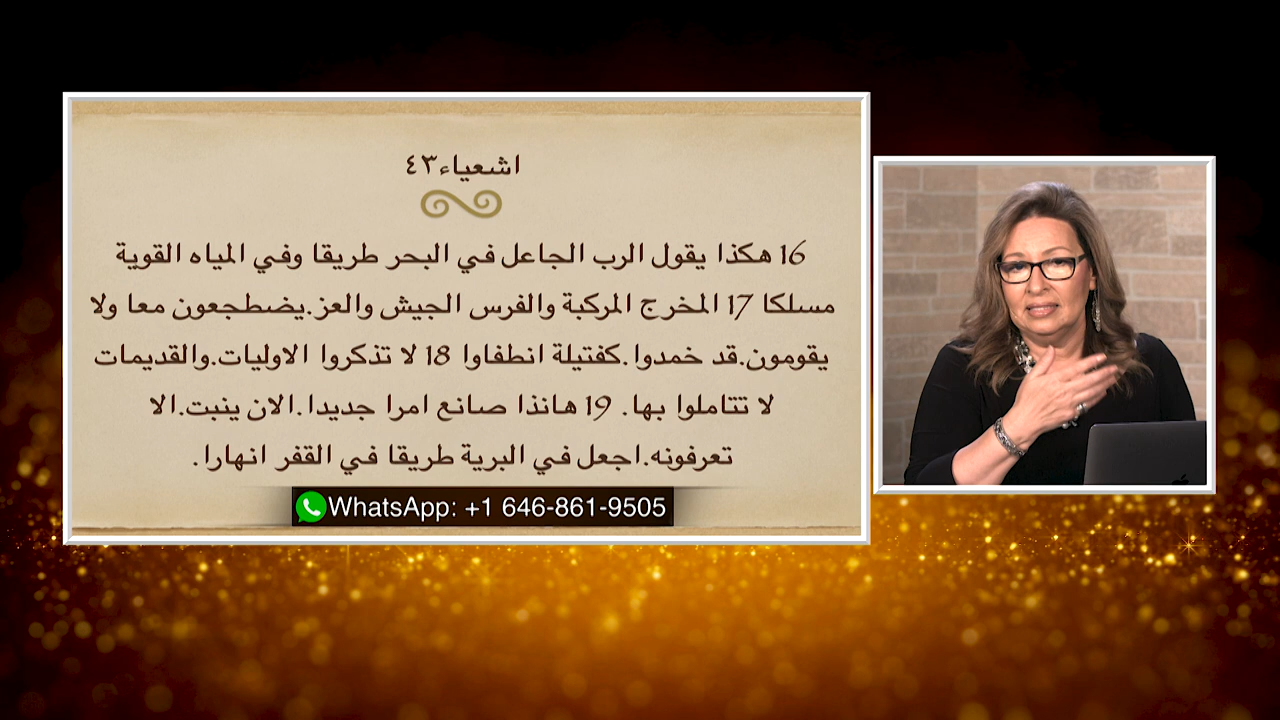 اشعياء٤٣
16 هكذا يقول الرب الجاعل في البحر طريقا وفي المياه القوية
مسلكا 17 المخرج المركبة والفرس الجيش والعز.يضطجعون معا ولا
يقومون.قد خمدوا.كفتيلة انطفاوا 18 لا تذكروا الاوليات.والقديمات
لا تتاملوا بها. 19 هانذا صانع امرا جديدا.الان ينبت.الا
تعرفونه.اجعل في البرية طريقا في القفر انهارا.
WhatsApp: +1 646-861-9505